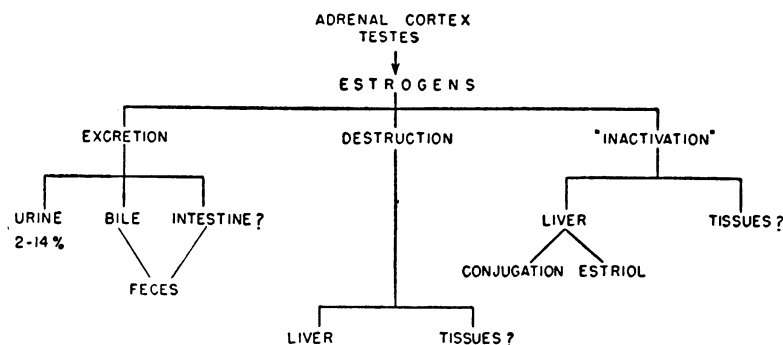 ADRENAL CORTEX
TESTES
ESTROGENS
EXCRETION DESTRUCTION "INACTIVATION"
URINE BILE INTESTINE? LIVER TISSUES?
2-14%
CONJUGATION ESTRIOL
FECES
LIVER TISSUES?